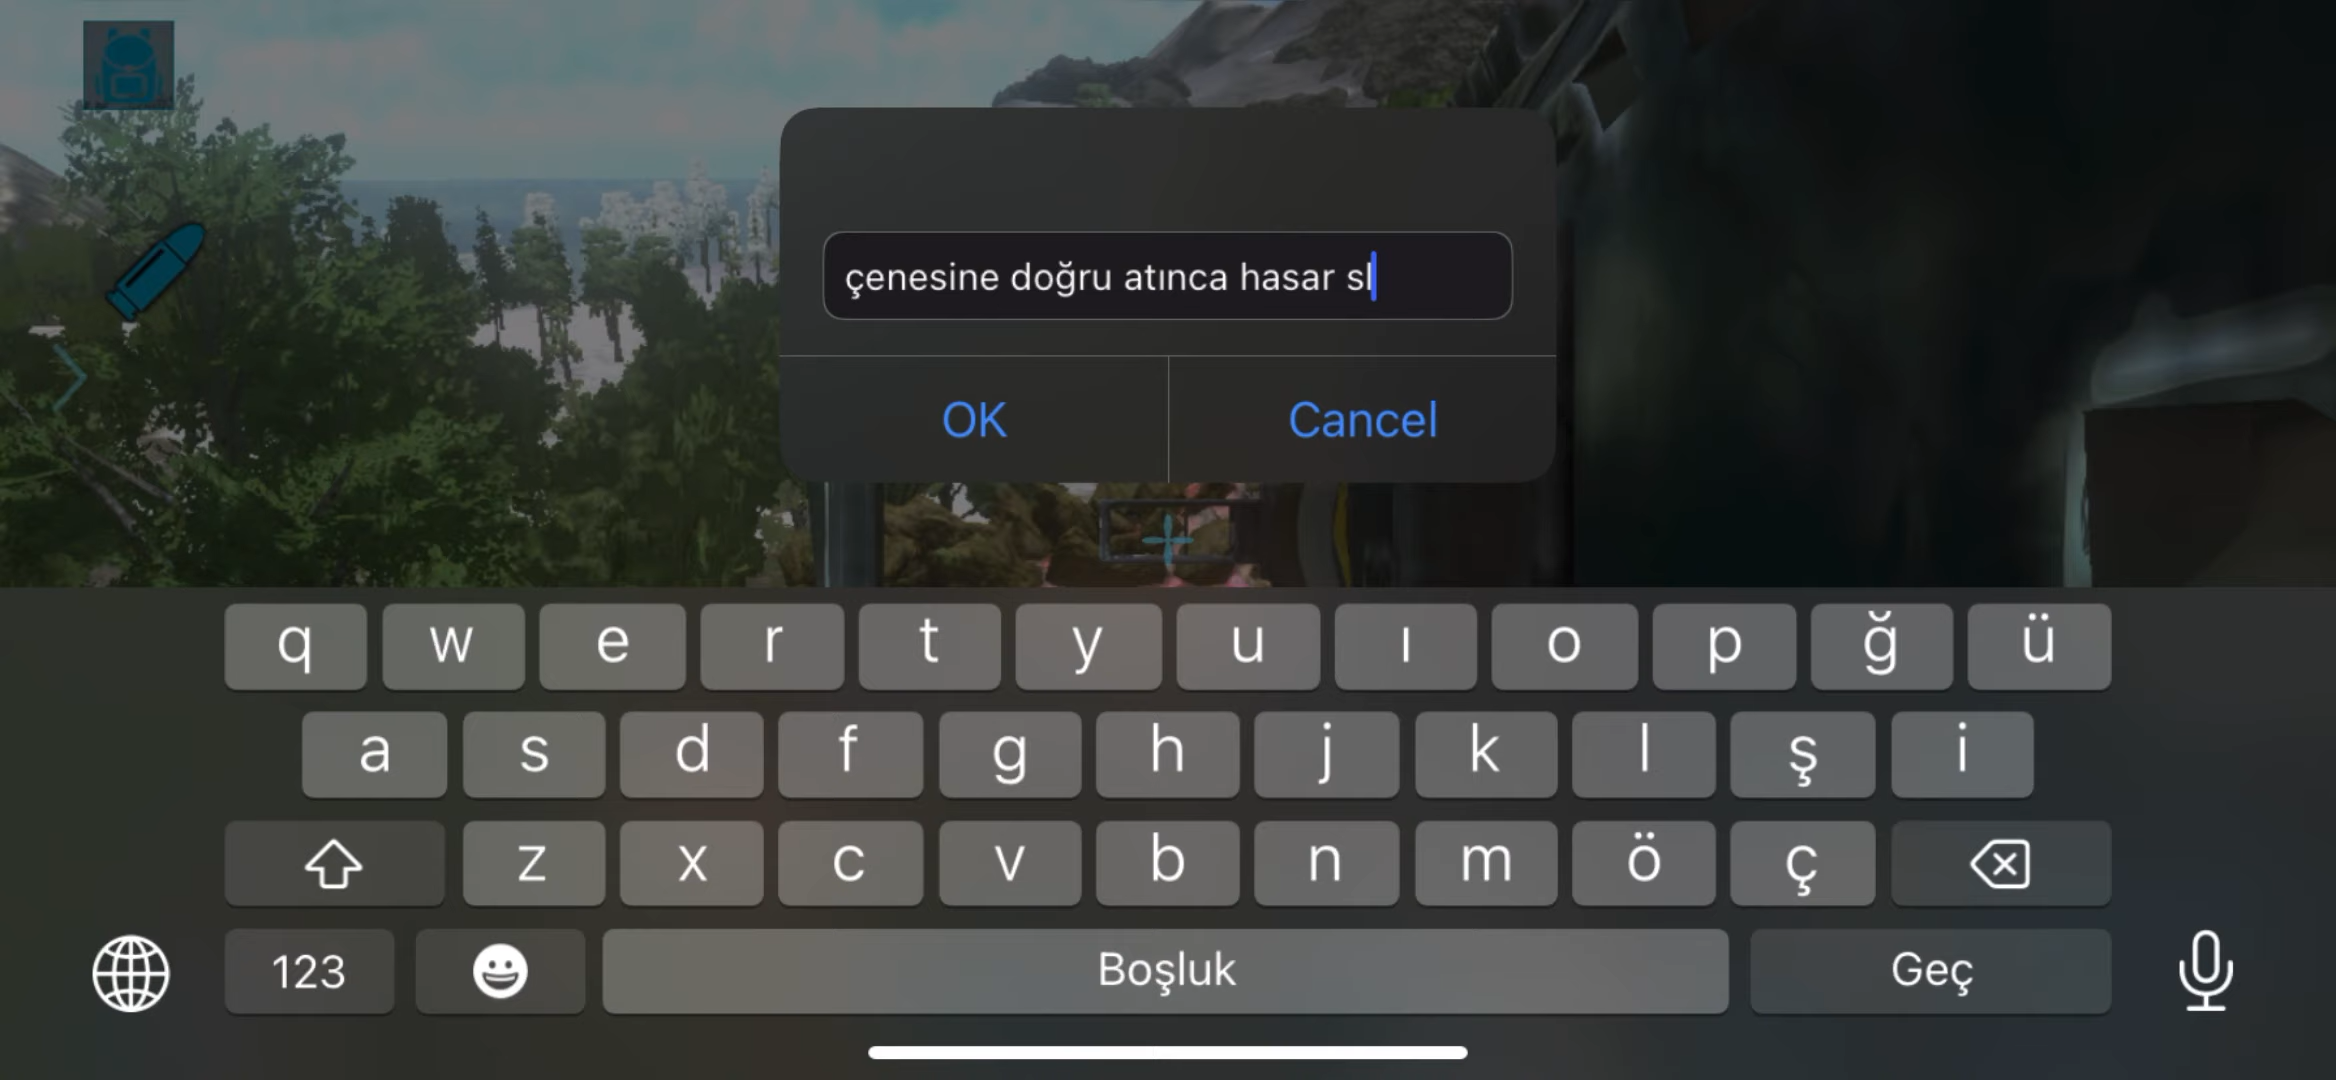 çenesine doğru atınca hasar sl
OK Cancel
q w e r t y u ı o p ğ ü
a s d f g h j k l ş i
z x c v b n m ö ç
123 Boşluk Geç